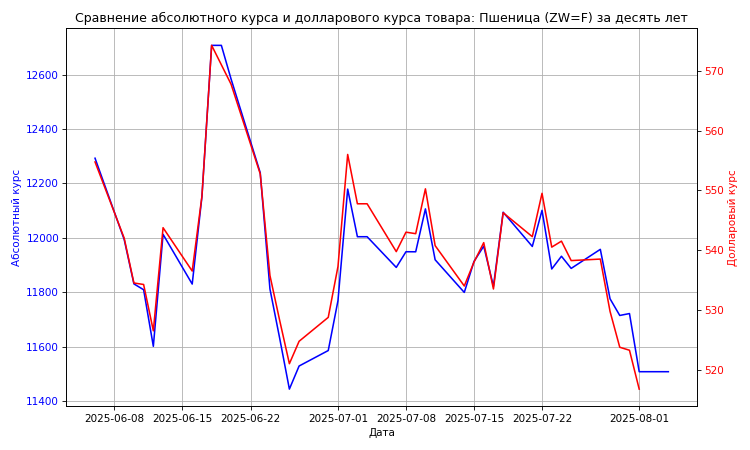 Сравнение абсолютного курса и долларового курса товара: Пшеница (ZW=F) за десять лет
Абсолютный курс
12600
12400
12200
12000
11800
11600
11400
570
560
550
540
530
520
Долларовый курс
2025-06-08 2025-06-15 2025-06-22 2025-07-01 2025-07-08 2025-07-15 2025-07-22 2025-08-01
Дата